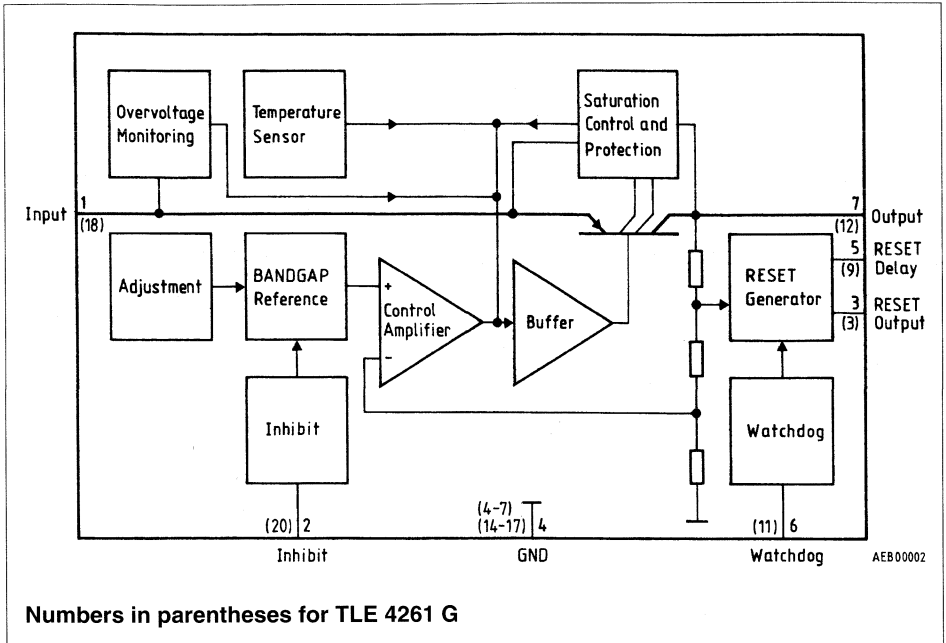 Overvoltage
Monitoring
Temperature
Sensor
Saturation
Control and
Protection
Input
1
(18)
7
(12)
Output
Adjustment
BANDGAP
Reference
+
Control
Amplifier
−
Buffer
RESET
Generator
5
(9)
RESET
Delay
3
(3)
RESET
Output
Inhibit
Watchdog
(20) 2
Inhibit
(4-7)
(14-17) 4
GND
(11) 6
Watchdog
AEB00002
Numbers in parentheses for TLE 4261 G